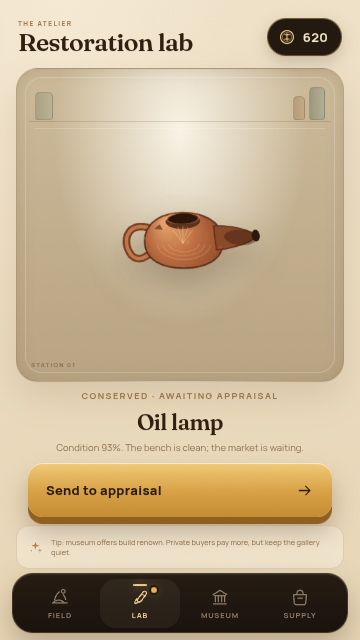 THE ATELIER
Restoration lab
620
STATION 01
CONSERVED · AWAITING APPRAISAL
Oil lamp
Condition 93%. The bench is clean; the market is waiting.
Send to appraisal →
Tip: museum offers build renown. Private buyers pay more, but keep the gallery
quiet.
FIELD
LAB
MUSEUM
SUPPLY